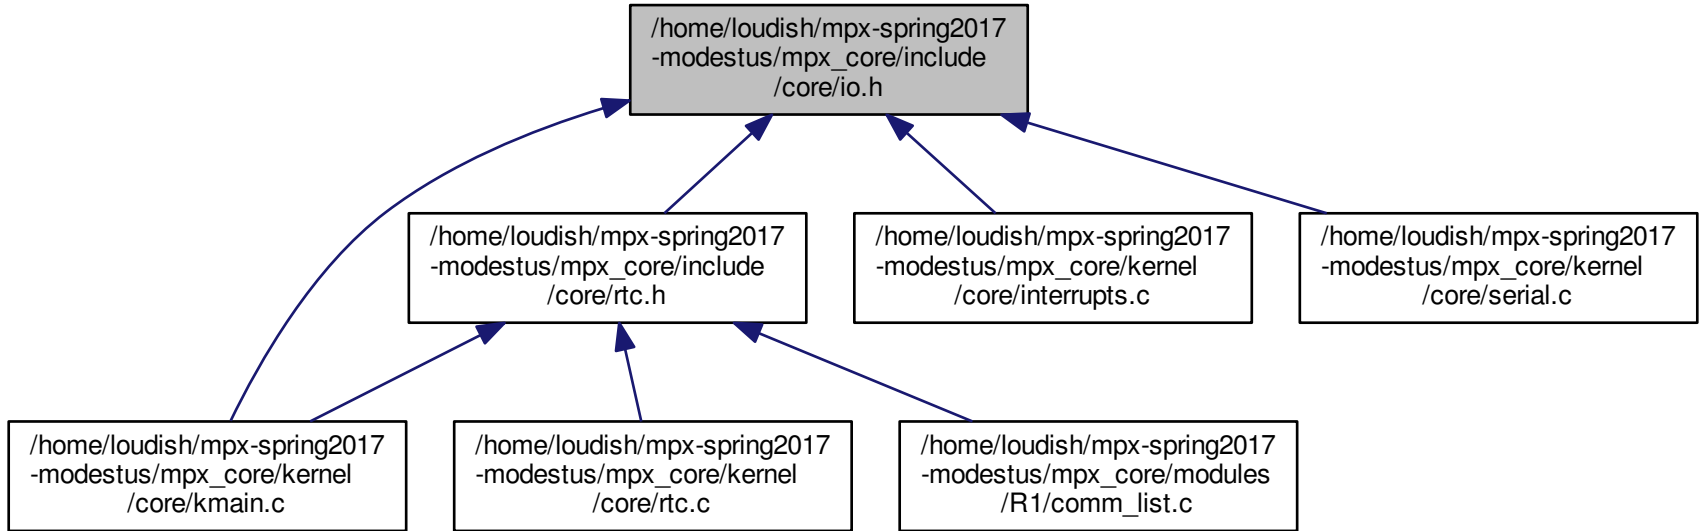 /home/loudish/mpx-spring2017
-modestus/mpx_core/include
/core/io.h
/home/loudish/mpx-spring2017
-modestus/mpx_core/include
/core/rtc.h
/home/loudish/mpx-spring2017
-modestus/mpx_core/kernel
/core/interrupts.c
/home/loudish/mpx-spring2017
-modestus/mpx_core/kernel
/core/serial.c
/home/loudish/mpx-spring2017
-modestus/mpx_core/kernel
/core/kmain.c
/home/loudish/mpx-spring2017
-modestus/mpx_core/kernel
/core/rtc.c
/home/loudish/mpx-spring2017
-modestus/mpx_core/modules
/R1/comm_list.c